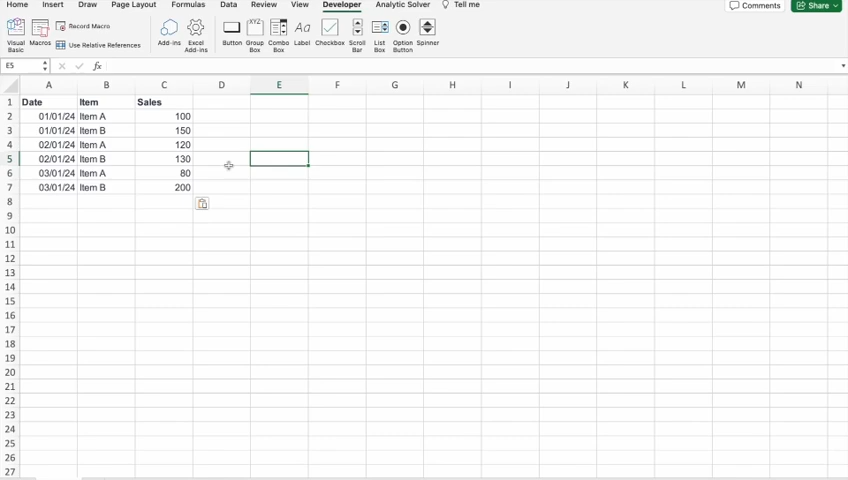 Home Insert Draw Page Layout Formulas Data Review View Developer Analytic Solver Tell me Comments Share
Visual Basic
Macros
Record Macro
Use Relative References
Add-ins
Excel Add-ins
Button
Group Box
Combo Box
Label
Checkbox
Scroll Bar
List Box
Option Button
Spinner
E5 fx
A B C D E F G H I J K L M N
1 Date Item Sales
2 01/01/24 Item A 100
3 01/01/24 Item B 150
4 02/01/24 Item A 120
5 02/01/24 Item B 130
6 03/01/24 Item A 80
7 03/01/24 Item B 200
8
9
10
11
12
13
14
15
16
17
18
19
20
21
22
23
24
25
26
27